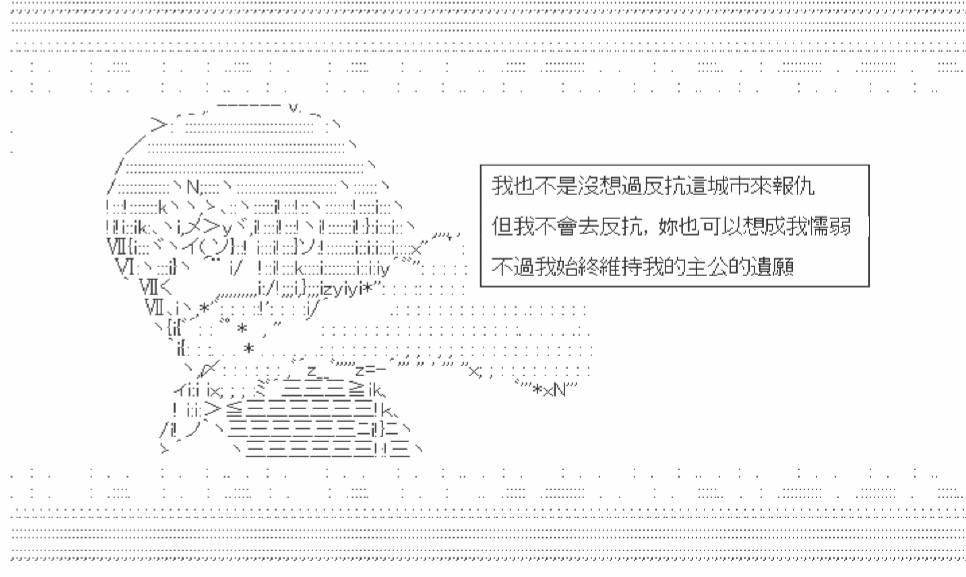 我也不是沒想過反抗這城市來報仇
但我不會去反抗, 妳也可以想成我懦弱
不過我始終維持我的主公的遺願